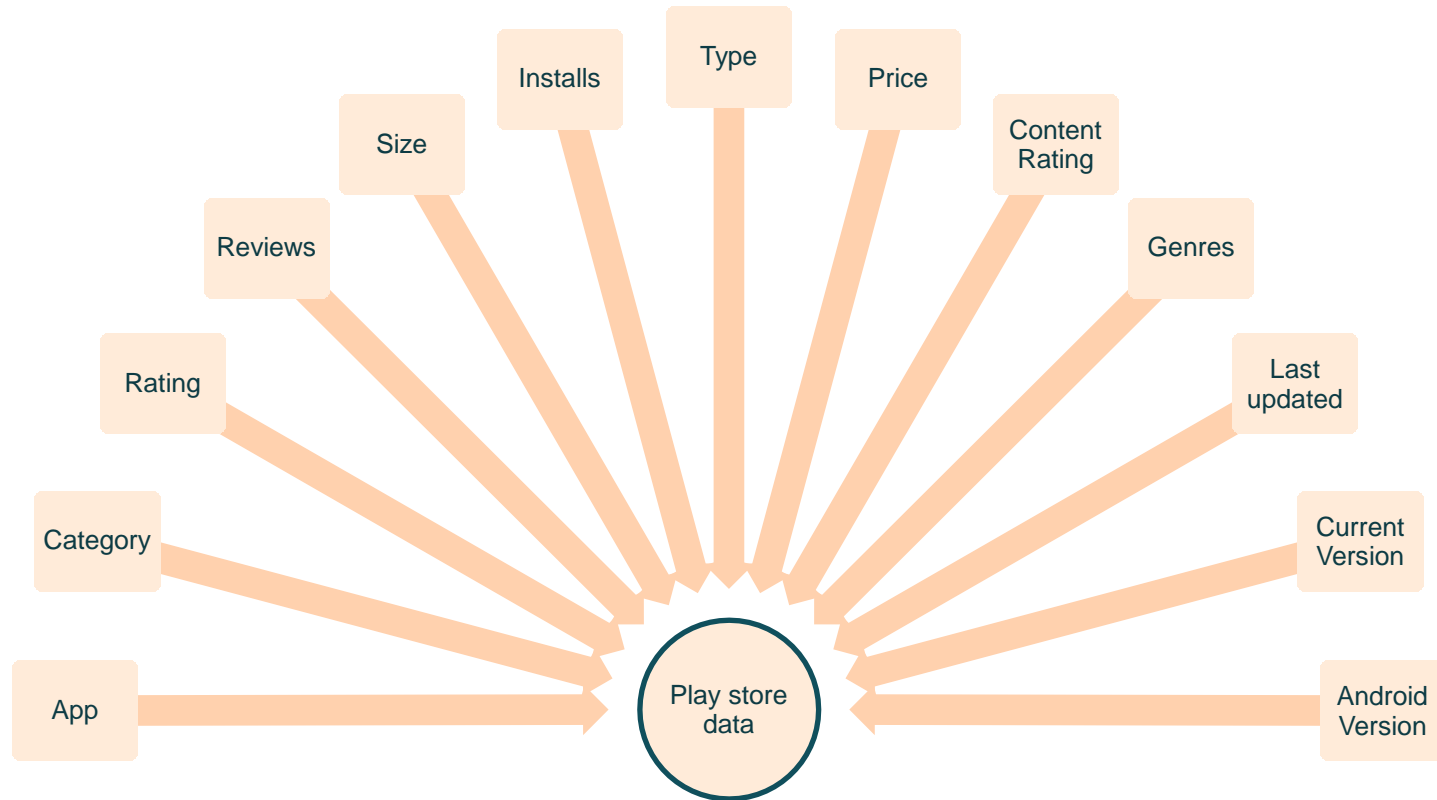 Type
Installs
Price
Size
Content
Rating
Reviews
Genres
Rating
Last
updated
Category
Current
Version
App
Play store
data
Android
Version